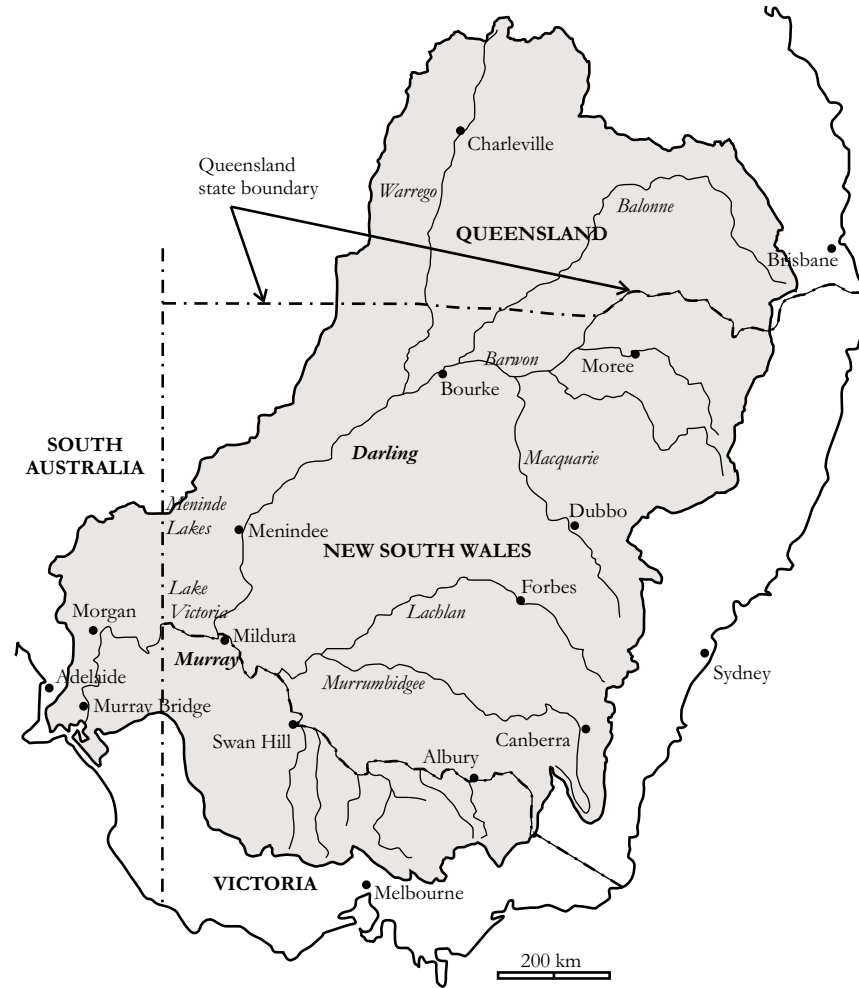 Charleville
Queensland
state boundary
Warrego
Balonne
QUEENSLAND
Brisbane
Barwon
Moree
Bourke
SOUTH
AUSTRALIA
Darling
Macquarie
Meninde
Lakes
Menindee
Dubbo
NEW SOUTH WALES
Lake
Victoria
Forbes
Morgan
Lachlan
Mildura
Murray
Sydney
Adelaide
Murrumbidgee
Murray Bridge
Swan Hill
Canberra
Albury
VICTORIA
Melbourne
200 km